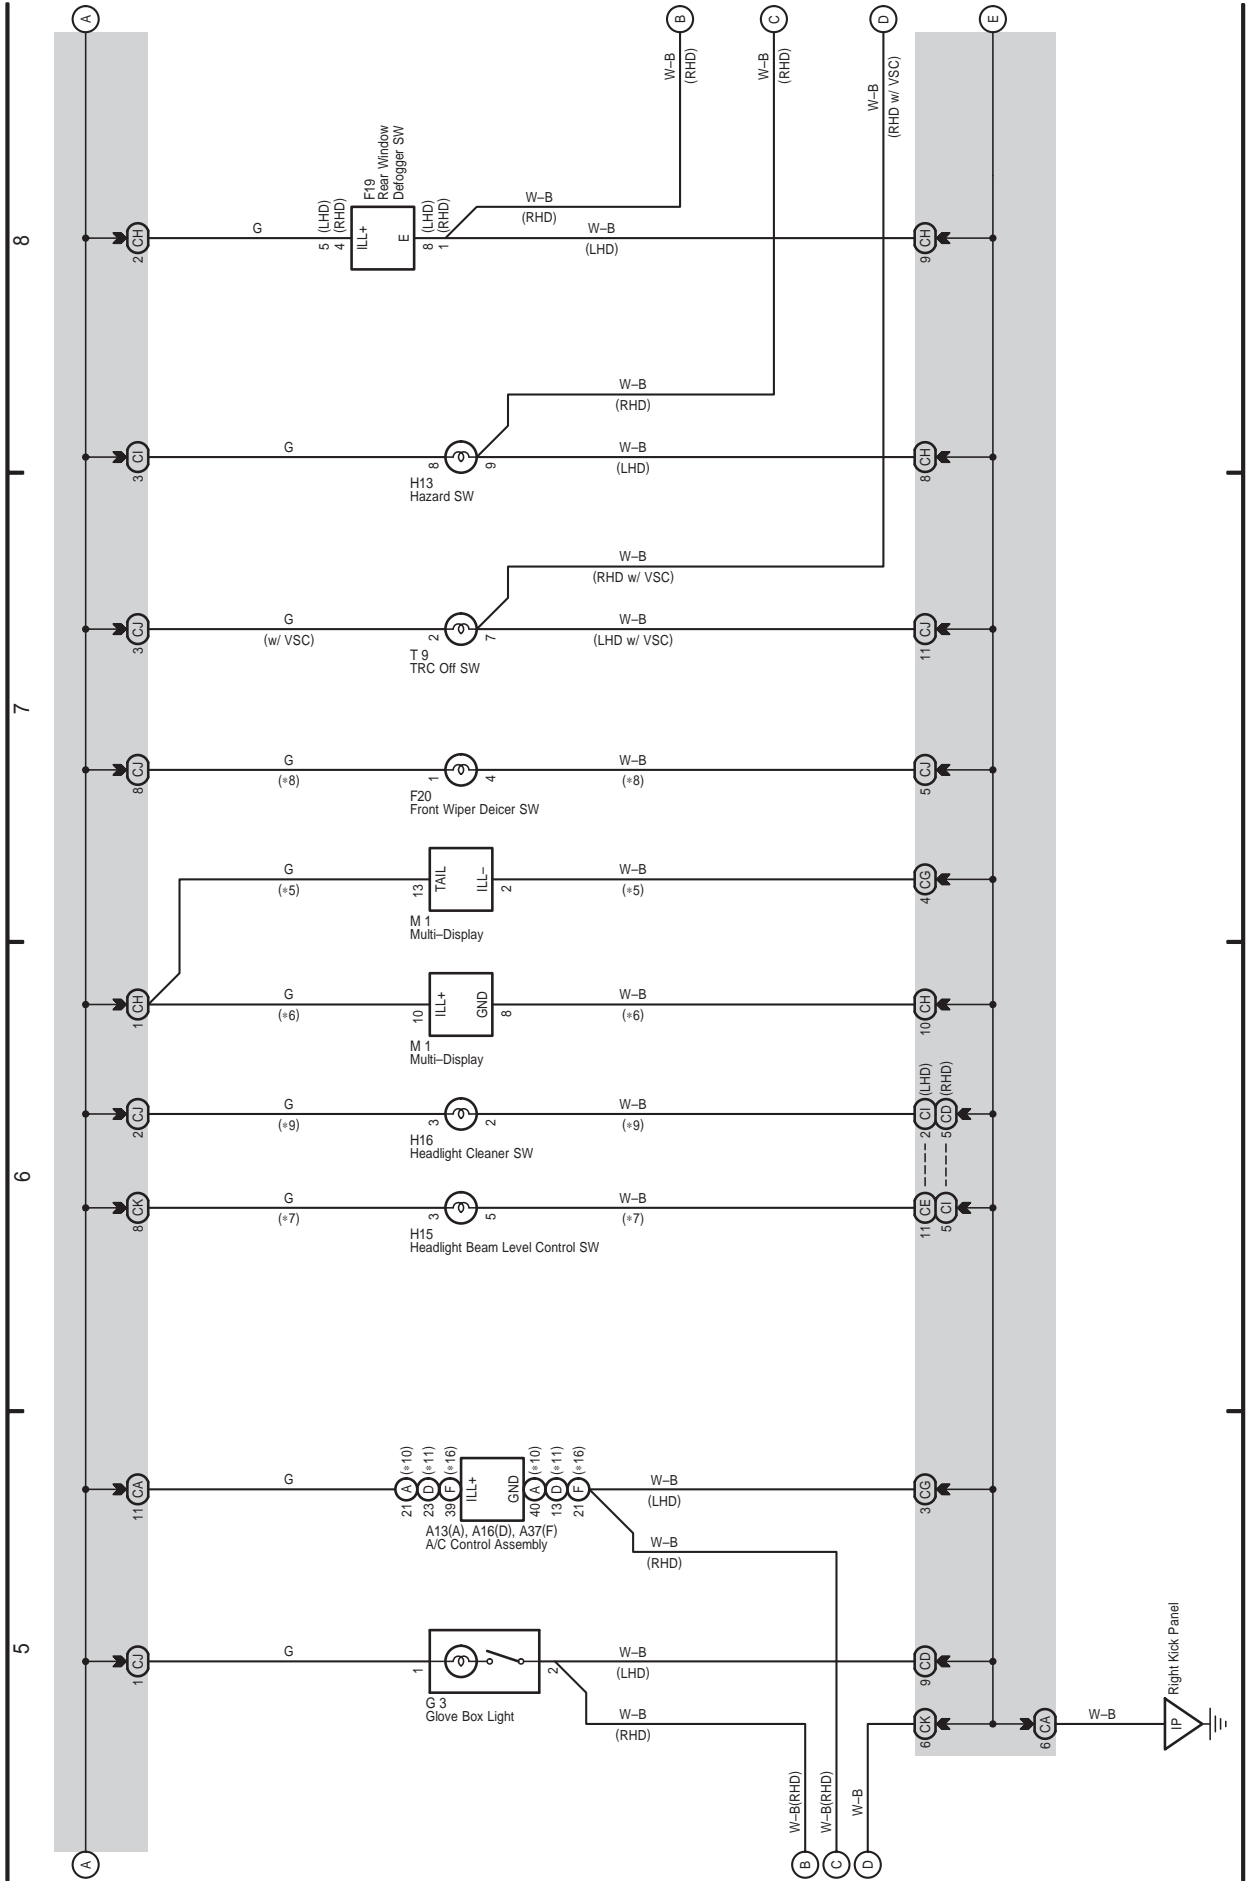 A
B
C
D
E
W–B
(RHD)
W–B
(RHD)
W–B
(RHD w/ VSC)
8
2 CH
G
5 (LHD)
4 (RHD)
ILL+
E
F19
Rear Window
Defogger SW
8 (LHD)
1 (RHD)
W–B
(RHD)
W–B
(LHD)
9 CH
3 CI
G
8
9
H13
Hazard SW
W–B
(RHD)
W–B
(LHD)
8 CH
3 CJ
G
(w/ VSC)
2
7
T 9
TRC Off SW
W–B
(RHD w/ VSC)
W–B
(LHD w/ VSC)
11 CJ
7
8 CJ
G
(*8)
1
4
F20
Front Wiper Deicer SW
W–B
(*8)
5 CJ
G
(*5)
13
TAIL
ILL–
2
M 1
Multi–Display
W–B
(*5)
4 CG
1 CH
G
(*6)
10
ILL+
GND
8
M 1
Multi–Display
W–B
(*6)
10 CH
2 CJ
G
(*9)
3
2
H16
Headlight Cleaner SW
W–B
(*9)
2 CI (LHD)
5 CD (RHD)
6
8 CK
G
(*7)
3
5
H15
Headlight Beam Level Control SW
W–B
(*7)
11 CE
5 CI
11 CA
G
21 A (*10)
23 D (*11)
39 F (*16)
ILL+
GND
40 A (*10)
13 D (*11)
21 F (*16)
A13(A), A16(D), A37(F)
A/C Control Assembly
W–B
(LHD)
W–B
(RHD)
3 CG
5
1 CJ
G
1
2
G 3
Glove Box Light
W–B
(LHD)
W–B
(RHD)
9 CD
6 CK
6 CA
W–B
IP
Right Kick Panel
W–B(RHD)
W–B(RHD)
W–B
A
B
C
D